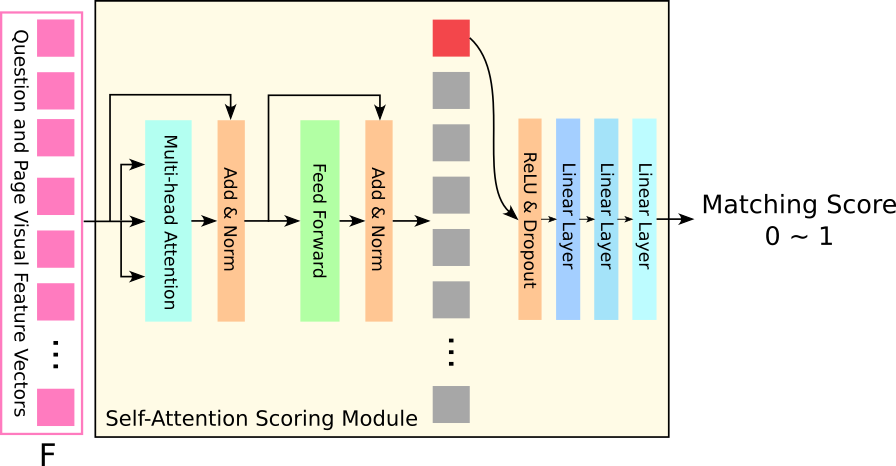 Question and Page Visual Feature Vectors
F
Multi-head Attention
Add & Norm
Feed Forward
Add & Norm
ReLU & Dropout
Linear Layer
Linear Layer
Linear Layer
Matching Score
0 ~ 1
Self-Attention Scoring Module